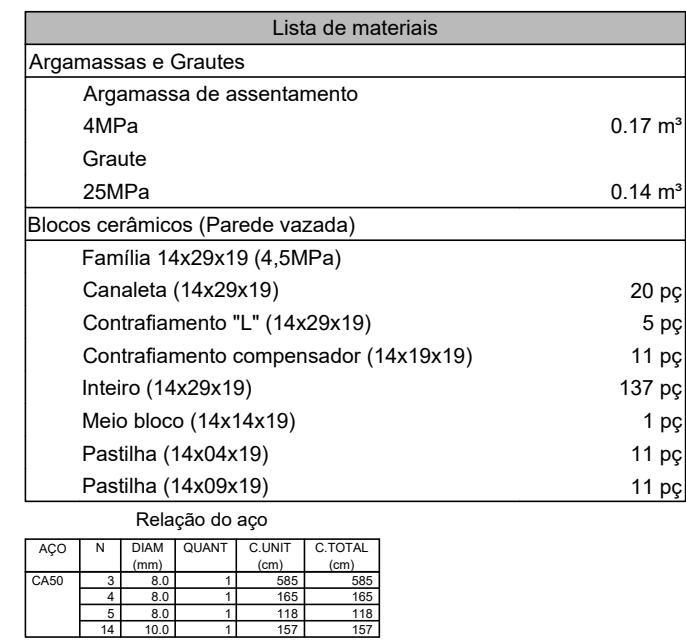 Lista de materiais
Argamassas e Grautes
Argamassa de assentamento
4MPa 0.17 m³
Graute
25MPa 0.14 m³
Blocos cerâmicos (Parede vazada)
Família 14x29x19 (4,5MPa)
Canaleta (14x29x19) 20 pç
Contrafiamento "L" (14x29x19) 5 pç
Contrafiamento compensador (14x19x19) 11 pç
Inteiro (14x29x19) 137 pç
Meio bloco (14x14x19) 1 pç
Pastilha (14x04x19) 11 pç
Pastilha (14x09x19) 11 pç
Relação do aço
AÇO N DIAM QUANT C.UNIT C.TOTAL
(mm) (cm) (cm)
CA50 3 8.0 1 585 585
4 8.0 1 165 165
5 8.0 1 118 118
14 10.0 1 157 157